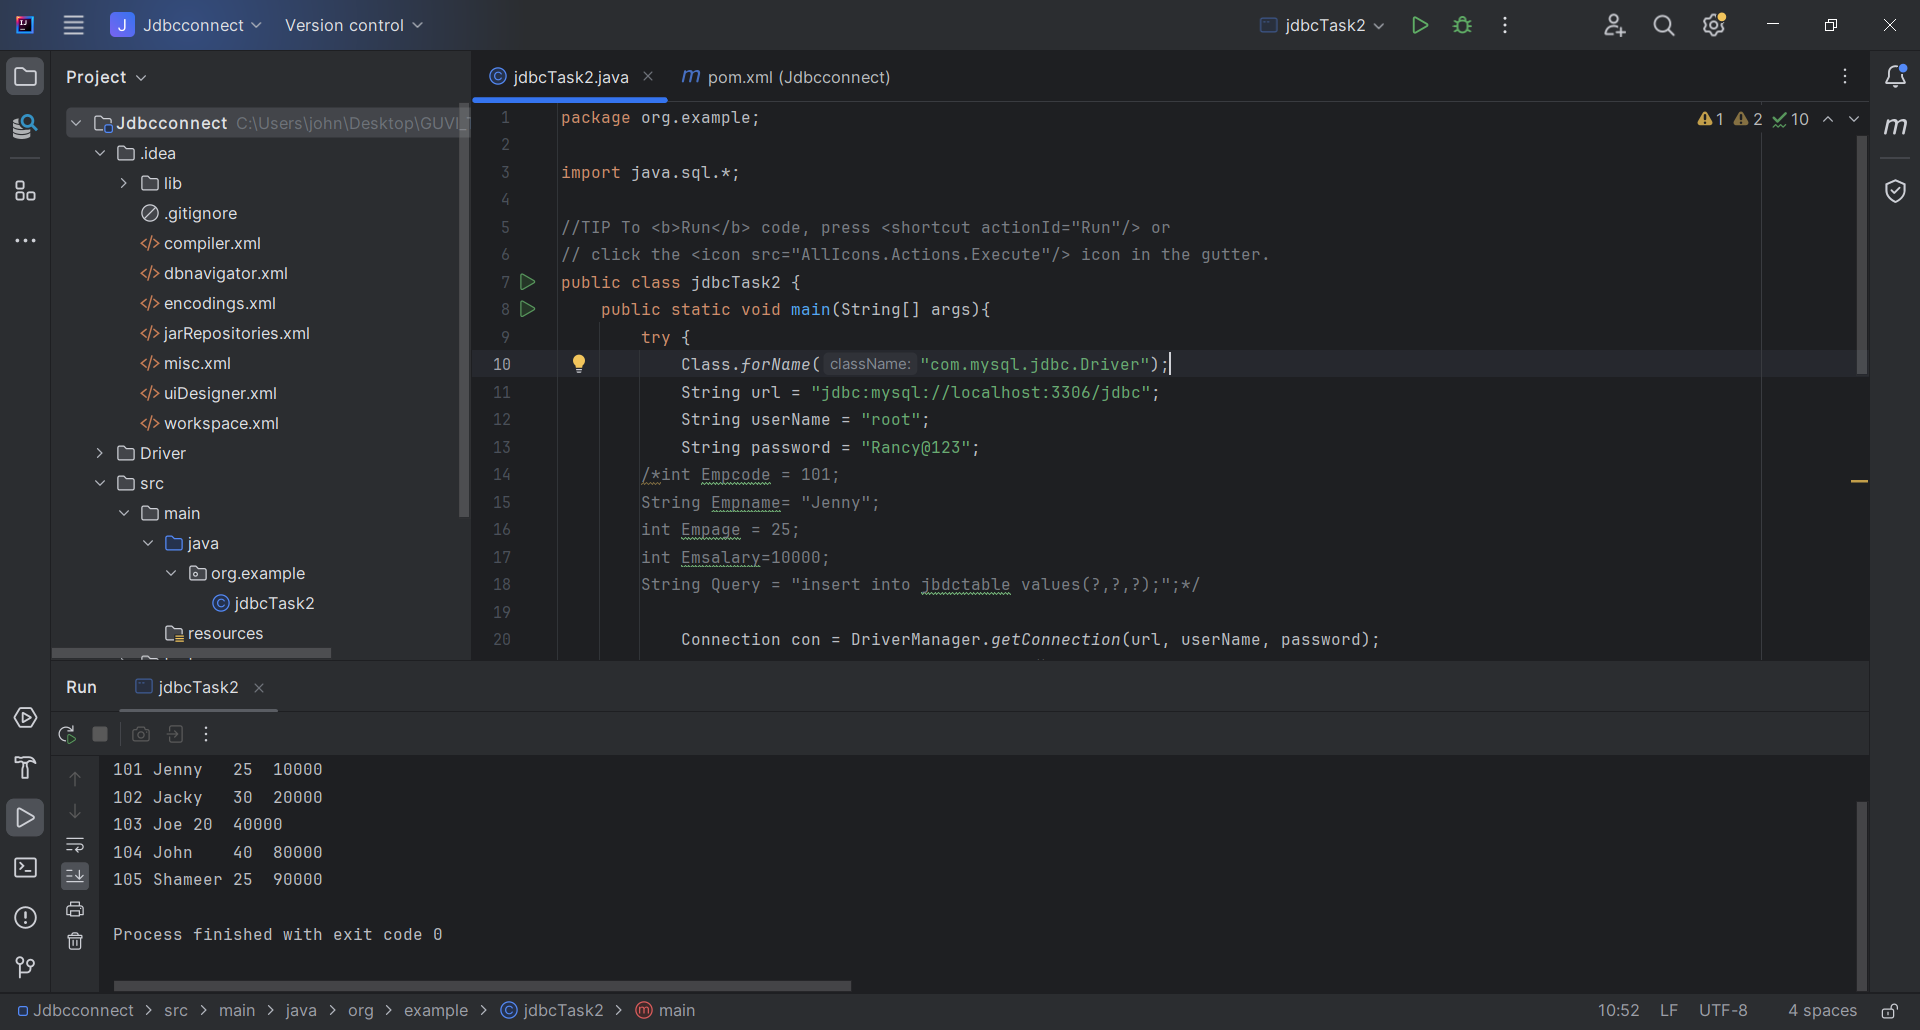 J Jdbcconnect Version control jdbcTask2
Project
Jdbcconnect C:\Users\john\Desktop\GUVI_
.idea
lib
.gitignore
compiler.xml
dbnavigator.xml
encodings.xml
jarRepositories.xml
misc.xml
uiDesigner.xml
workspace.xml
Driver
src
main
java
org.example
jdbcTask2
resources
jdbcTask2.java m pom.xml (Jdbcconnect)
1 2 10
1 package org.example;
2
3 import java.sql.*;
4
5 //TIP To <b>Run</b> code, press <shortcut actionId="Run"/> or
6 // click the <icon src="AllIcons.Actions.Execute"/> icon in the gutter.
7 public class jdbcTask2 {
8 public static void main(String[] args){
9 try {
10 Class.forName( className: "com.mysql.jdbc.Driver");
11 String url = "jdbc:mysql://localhost:3306/jdbc";
12 String userName = "root";
13 String password = "Rancy@123";
14 /*int Empcode = 101;
15 String Empname= "Jenny";
16 int Empage = 25;
17 int Emsalary=10000;
18 String Query = "insert into jbdctable values(?,?,?);";*/
19
20 Connection con = DriverManager.getConnection(url, userName, password);
m
Run jdbcTask2
101 Jenny 25 10000
102 Jacky 30 20000
103 Joe 20 40000
104 John 40 80000
105 Shameer 25 90000
Process finished with exit code 0
Jdbcconnect > src > main > java > org > example > jdbcTask2 > main 10:52 LF UTF-8 4 spaces